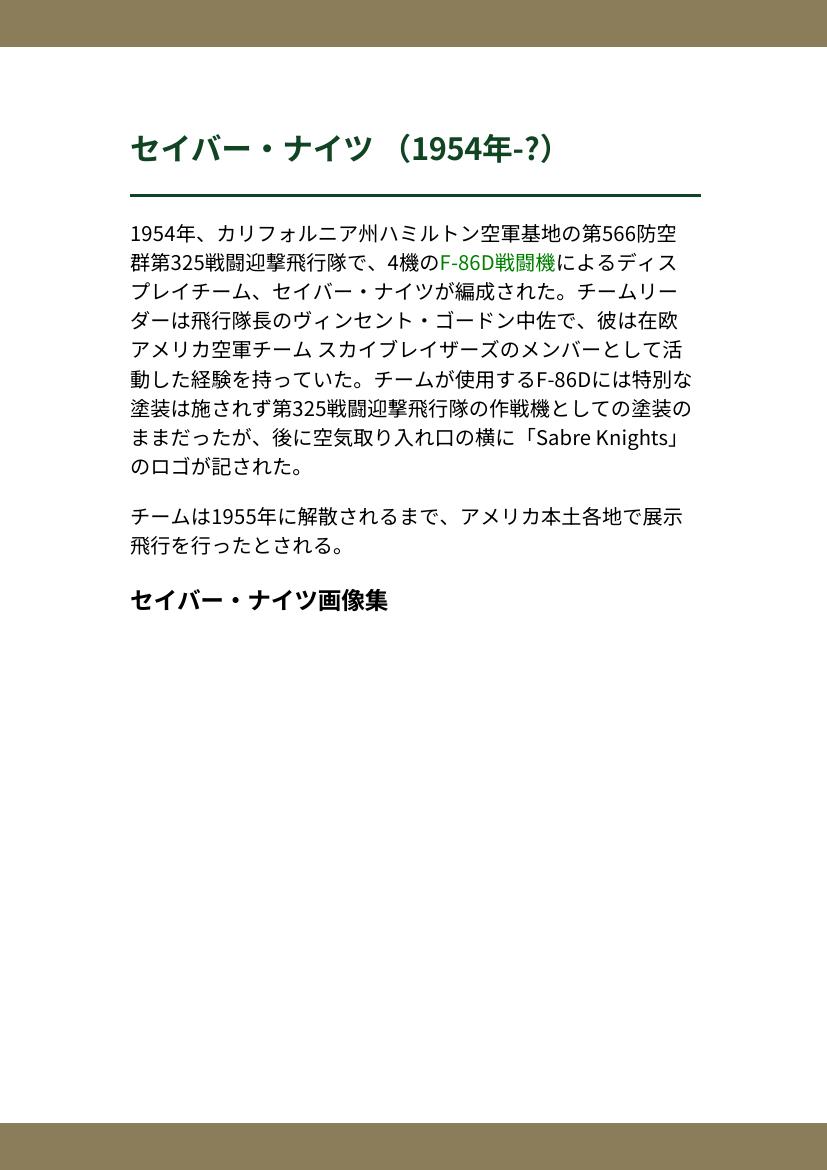 セイバー・ナイツ （1954年-?）
1954年、カリフォルニア州ハミルトン空軍基地の第566防空
群第325戦闘迎撃飛行隊で、4機のF-86D戦闘機によるディス
プレイチーム、セイバー・ナイツが編成された。チームリー
ダーは飛行隊長のヴィンセント・ゴードン中佐で、彼は在欧
アメリカ空軍チーム スカイブレイザーズのメンバーとして活
動した経験を持っていた。チームが使用するF-86Dには特別な
塗装は施されず第325戦闘迎撃飛行隊の作戦機としての塗装の
ままだったが、後に空気取り入れ口の横に「Sabre Knights」
のロゴが記された。
チームは1955年に解散されるまで、アメリカ本土各地で展示
飛行を行ったとされる。
セイバー・ナイツ画像集